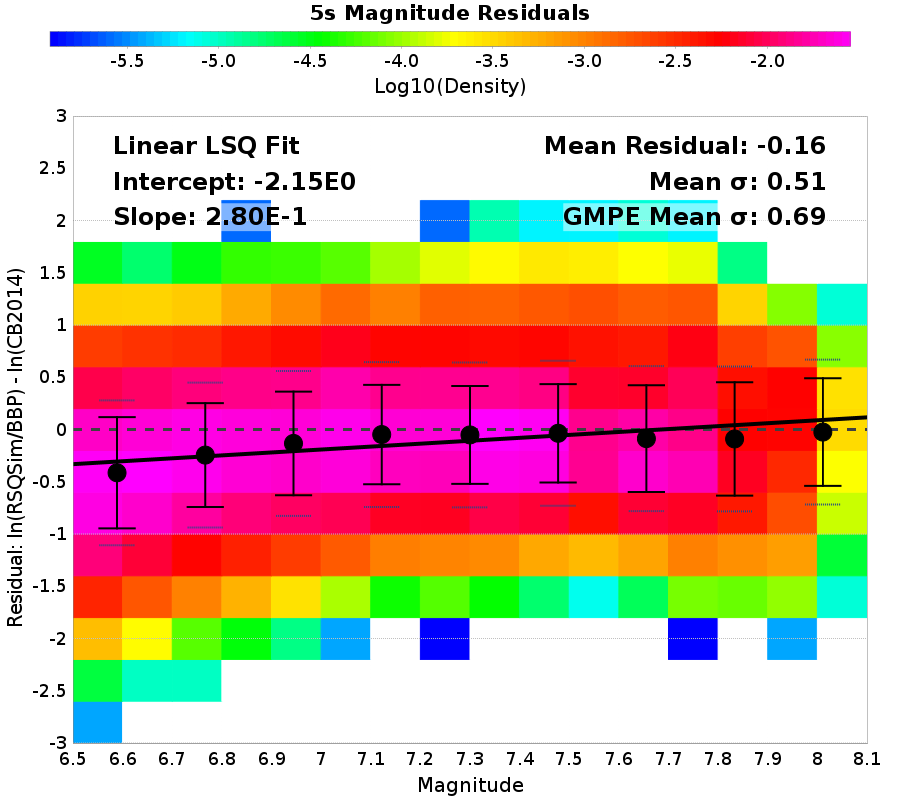 5s Magnitude Residuals
-5.5 -5.0 -4.5 -4.0 -3.5 -3.0 -2.5 -2.0
Log10(Density)
Linear LSQ Fit
Intercept: -2.15E0
Slope: 2.80E-1
Mean Residual: -0.16
Mean σ: 0.51
GMPE Mean σ: 0.69
Residual: ln(RSQSim/BBP) - ln(CB2014)
3
2.5
2
1.5
1
0.5
0
-0.5
-1
-1.5
-2
-2.5
-3
6.5 6.6 6.7 6.8 6.9 7 7.1 7.2 7.3 7.4 7.5 7.6 7.7 7.8 7.9 8 8.1
Magnitude